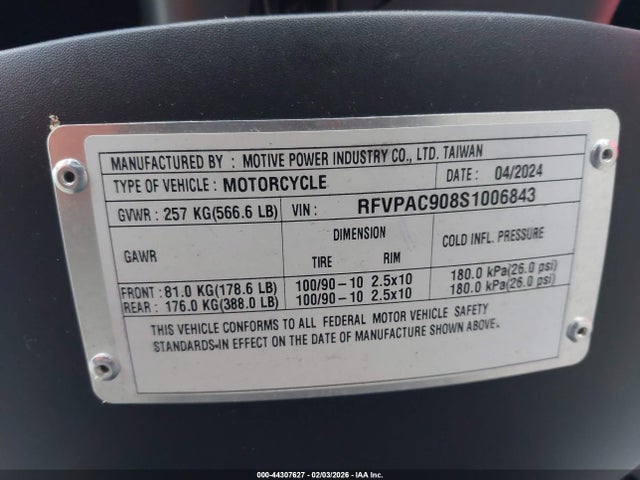 MANUFACTURED BY : MOTIVE POWER INDUSTRY CO., LTD. TAIWAN
TYPE OF VEHICLE : MOTORCYCLE DATE : 04/2024
GVWR : 257 KG(566.6 LB) VIN : RFVPAC908S1006843
GAWR DIMENSION COLD INFL. PRESSURE
TIRE RIM
FRONT : 81.0 KG(178.6 LB) 100/90-10 2.5x10 180.0 kPa(26.0 psi)
REAR : 176.0 KG(388.0 LB) 100/90-10 2.5x10 180.0 kPa(26.0 psi)
THIS VEHICLE CONFORMS TO ALL FEDERAL MOTOR VEHICLE SAFETY
STANDARDS-IN EFFECT ON THE DATE OF MANUFACTURE SHOWN ABOVE.
000-44307627 - 02/03/2026 - IAA Inc.